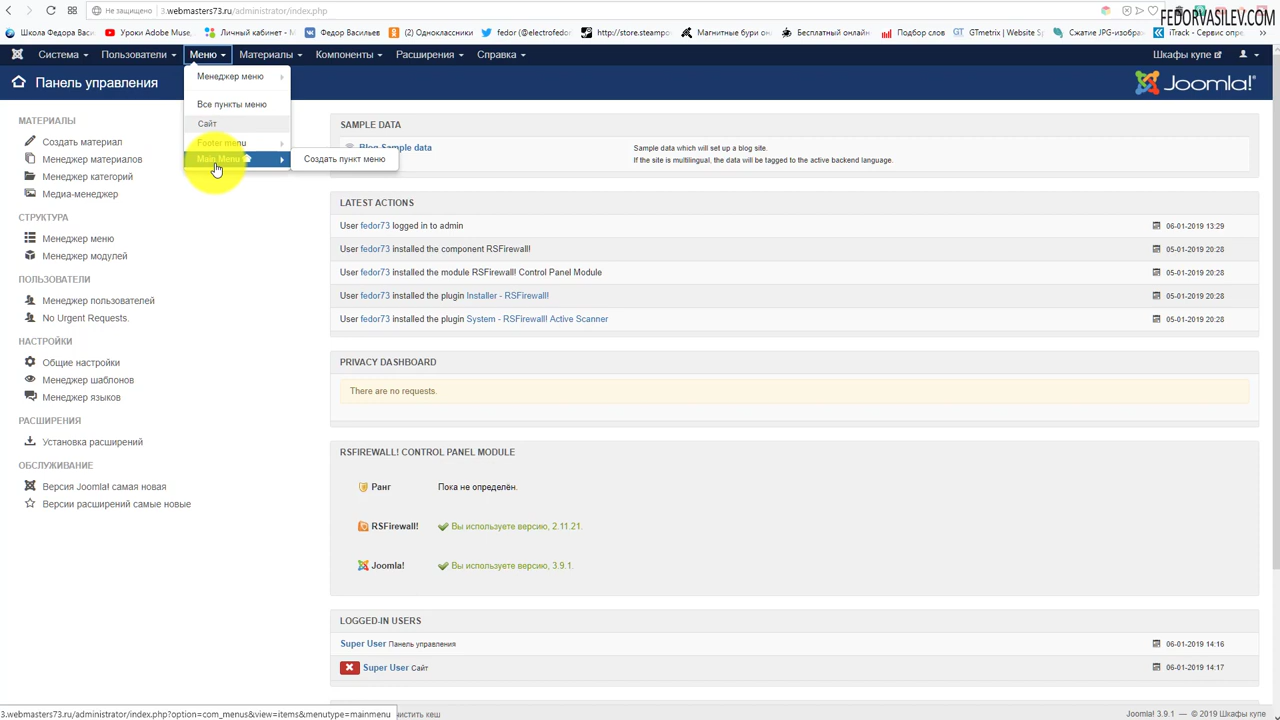 Не защищено
3.webmasters73.ru/administrator/index.php
FEDORVASILEV.COM
Школа Федора Васи
Уроки Adobe Muse,
Личный кабинет -
Федор Васильев
(2) Одноклассники
fedor (@electrofedor
http://store.steampo
Магнитные бури он
Бесплатный онлайн
Подбор слов
GTmetrix | Website S
Сжатие JPG-изображ
iTrack - Сервис опре
Система
Пользователи
Меню
Материалы
Компоненты
Расширения
Справка
Шкафы купе
Панель управления
Joomla!
Менеджер меню
Все пункты меню
Сайт
Footer menu
Main Menu
Создать пункт меню
МАТЕРИАЛЫ
Создать материал
Менеджер материалов
Менеджер категорий
Медиа-менеджер
СТРУКТУРА
Менеджер меню
Менеджер модулей
ПОЛЬЗОВАТЕЛИ
Менеджер пользователей
No Urgent Requests.
НАСТРОЙКИ
Общие настройки
Менеджер шаблонов
Менеджер языков
РАСШИРЕНИЯ
Установка расширений
ОБСЛУЖИВАНИЕ
Версия Joomla! самая новая
Версии расширений самые новые
SAMPLE DATA
Blog Sample data
Sample data which will set up a blog site.
If the site is multilingual, the data will be tagged to the active backend language.
LATEST ACTIONS
User fedor73 logged in to admin 06-01-2019 13:29
User fedor73 installed the component RSFirewall! 05-01-2019 20:28
User fedor73 installed the module RSFirewall! Control Panel Module 05-01-2019 20:28
User fedor73 installed the plugin Installer - RSFirewall! 05-01-2019 20:28
User fedor73 installed the plugin System - RSFirewall! Active Scanner 05-01-2019 20:28
PRIVACY DASHBOARD
There are no requests.
RSFIREWALL! CONTROL PANEL MODULE
Ранг Пока не определён.
RSFirewall! Вы используете версию, 2.11.21.
Joomla! Вы используете версию, 3.9.1.
LOGGED-IN USERS
Super User Панель управления 06-01-2019 14:16
Super User Сайт 06-01-2019 14:17
3.webmasters73.ru/administrator/index.php?option=com_menus&view=items&menutype=mainmenu
чистить кеш
Joomla! 3.9.1 — © 2019 Шкафы купе